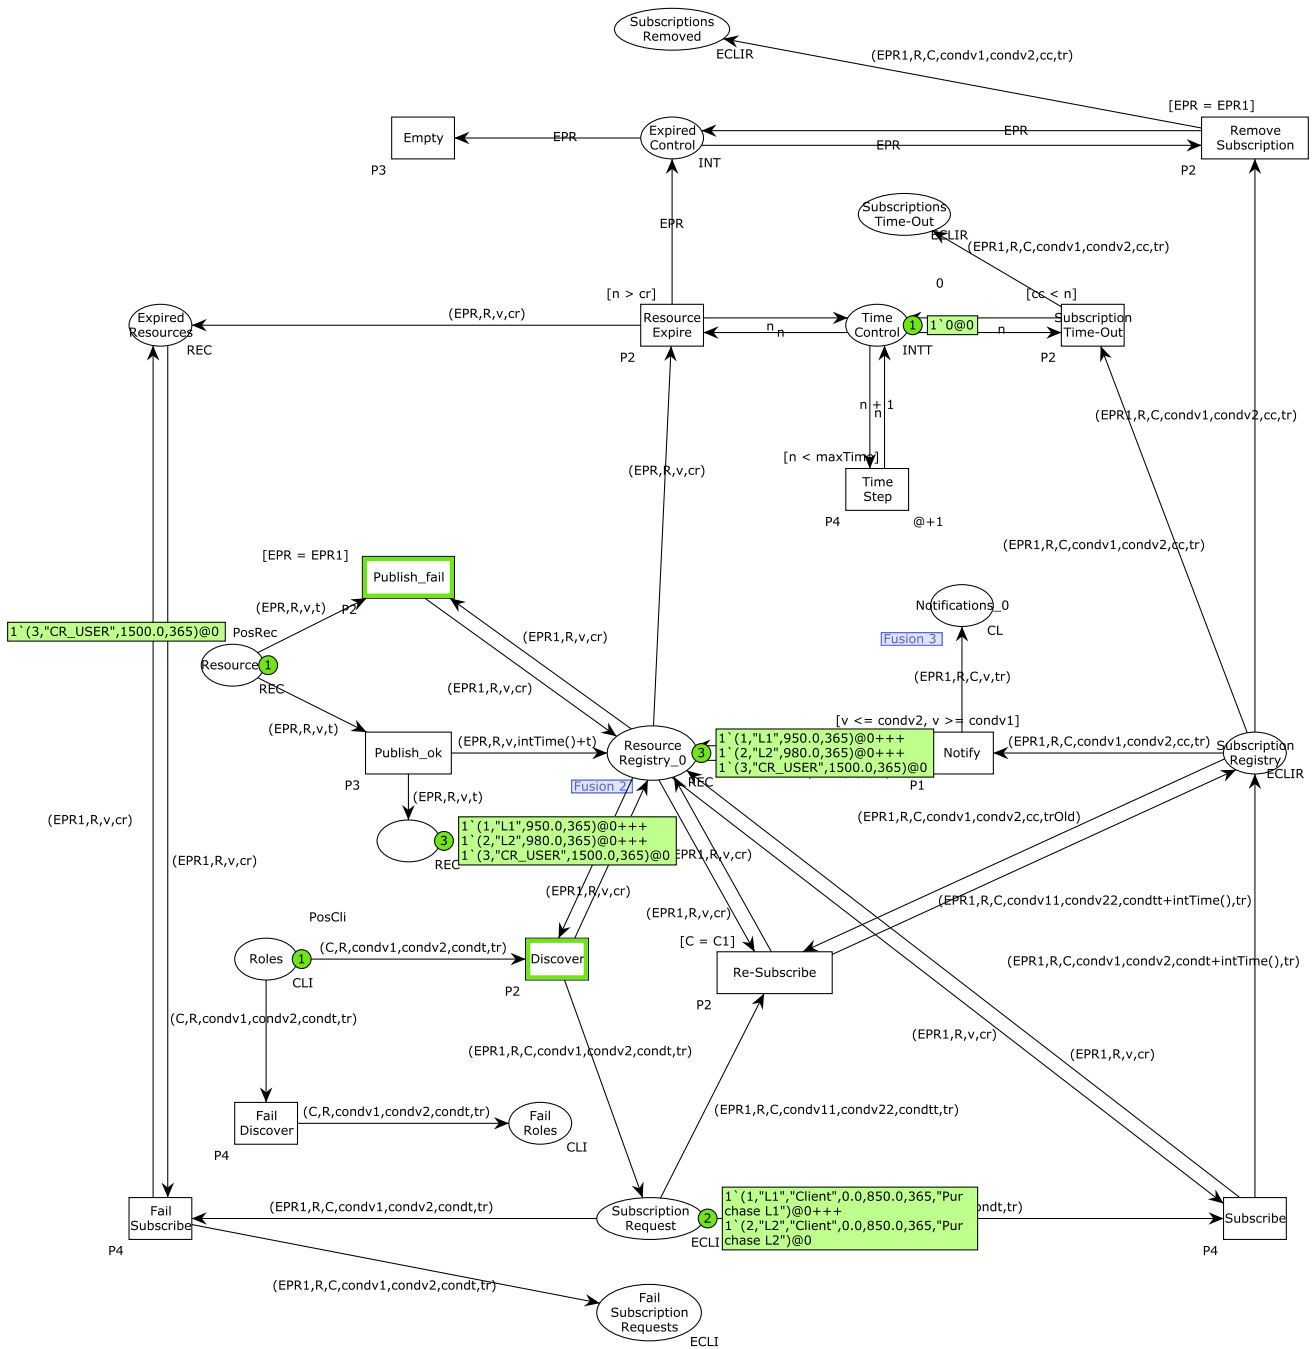 Subscriptions
Removed
ECLIR
(EPR1,R,C,condv1,condv2,cc,tr)
[EPR = EPR1]
Empty
P3
EPR
Expired
Control
INT
EPR
EPR
Remove
Subscription
P2
Subscriptions
Time-Out
ECLIR
(EPR1,R,C,condv1,condv2,cc,tr)
EPR
0
[n > cr]
[cc < n]
Expired
Resources
REC
(EPR,R,v,cr)
Resource
Expire
P2
n
n
Time
Control
1
1`0@0
INTT
n
Subscription
Time-Out
P2
n + 1
n
(EPR1,R,C,condv1,condv2,cc,tr)
[n < maxTime]
Time
Step
P4
@+1
(EPR,R,v,cr)
[EPR = EPR1]
Publish_fail
P2
(EPR1,R,C,condv1,condv2,cc,tr)
(EPR,R,v,t)
1`(3,"CR_USER",1500.0,365)@0
PosRec
Resource
1
REC
(EPR1,R,v,cr)
(EPR1,R,v,cr)
Notifications_0
CL
Fusion 3
(EPR1,R,C,v,tr)
[v <= condv2, v >= condv1]
(EPR,R,v,t)
Publish_ok
P3
(EPR,R,v,intTime()+t)
Resource
Registry_0
3
REC
Fusion 2
1`(1,"L1",950.0,365)@0+++
1`(2,"L2",980.0,365)@0+++
1`(3,"CR_USER",1500.0,365)@0
Notify
P1
(EPR1,R,C,condv1,condv2,cc,tr)
Subscription
Registry
ECLIR
(EPR,R,v,t)
3
REC
1`(1,"L1",950.0,365)@0+++
1`(2,"L2",980.0,365)@0+++
1`(3,"CR_USER",1500.0,365)@0
(EPR1,R,v,cr)
(EPR1,R,v,cr)
EPR1,R,v,cr)
(EPR1,R,C,condv1,condv2,cc,trOld)
(EPR1,R,v,cr)
(EPR1,R,v,cr)
(EPR1,R,C,condv11,condv22,condtt+intTime(),tr)
PosCli
Roles
1
CLI
(C,R,condv1,condv2,condt,tr)
Discover
P2
[C = C1]
Re-Subscribe
P2
(EPR1,R,C,condv1,condv2,condt+intTime(),tr)
(C,R,condv1,condv2,condt,tr)
(EPR1,R,C,condv1,condv2,condt,tr)
(EPR1,R,v,cr)
(EPR1,R,v,cr)
Fail
Discover
P4
(C,R,condv1,condv2,condt,tr)
Fail
Roles
CLI
(EPR1,R,C,condv11,condv22,condtt,tr)
Fail
Subscribe
P4
(EPR1,R,C,condv1,condv2,condt,tr)
Subscription
Request
2
ECLI
1`(1,"L1","Client",0.0,850.0,365,"Pur
chase L1")@0+++
1`(2,"L2","Client",0.0,850.0,365,"Pur
chase L2")@0
ondt,tr)
Subscribe
P4
(EPR1,R,C,condv1,condv2,condt,tr)
Fail
Subscription
Requests
ECLI